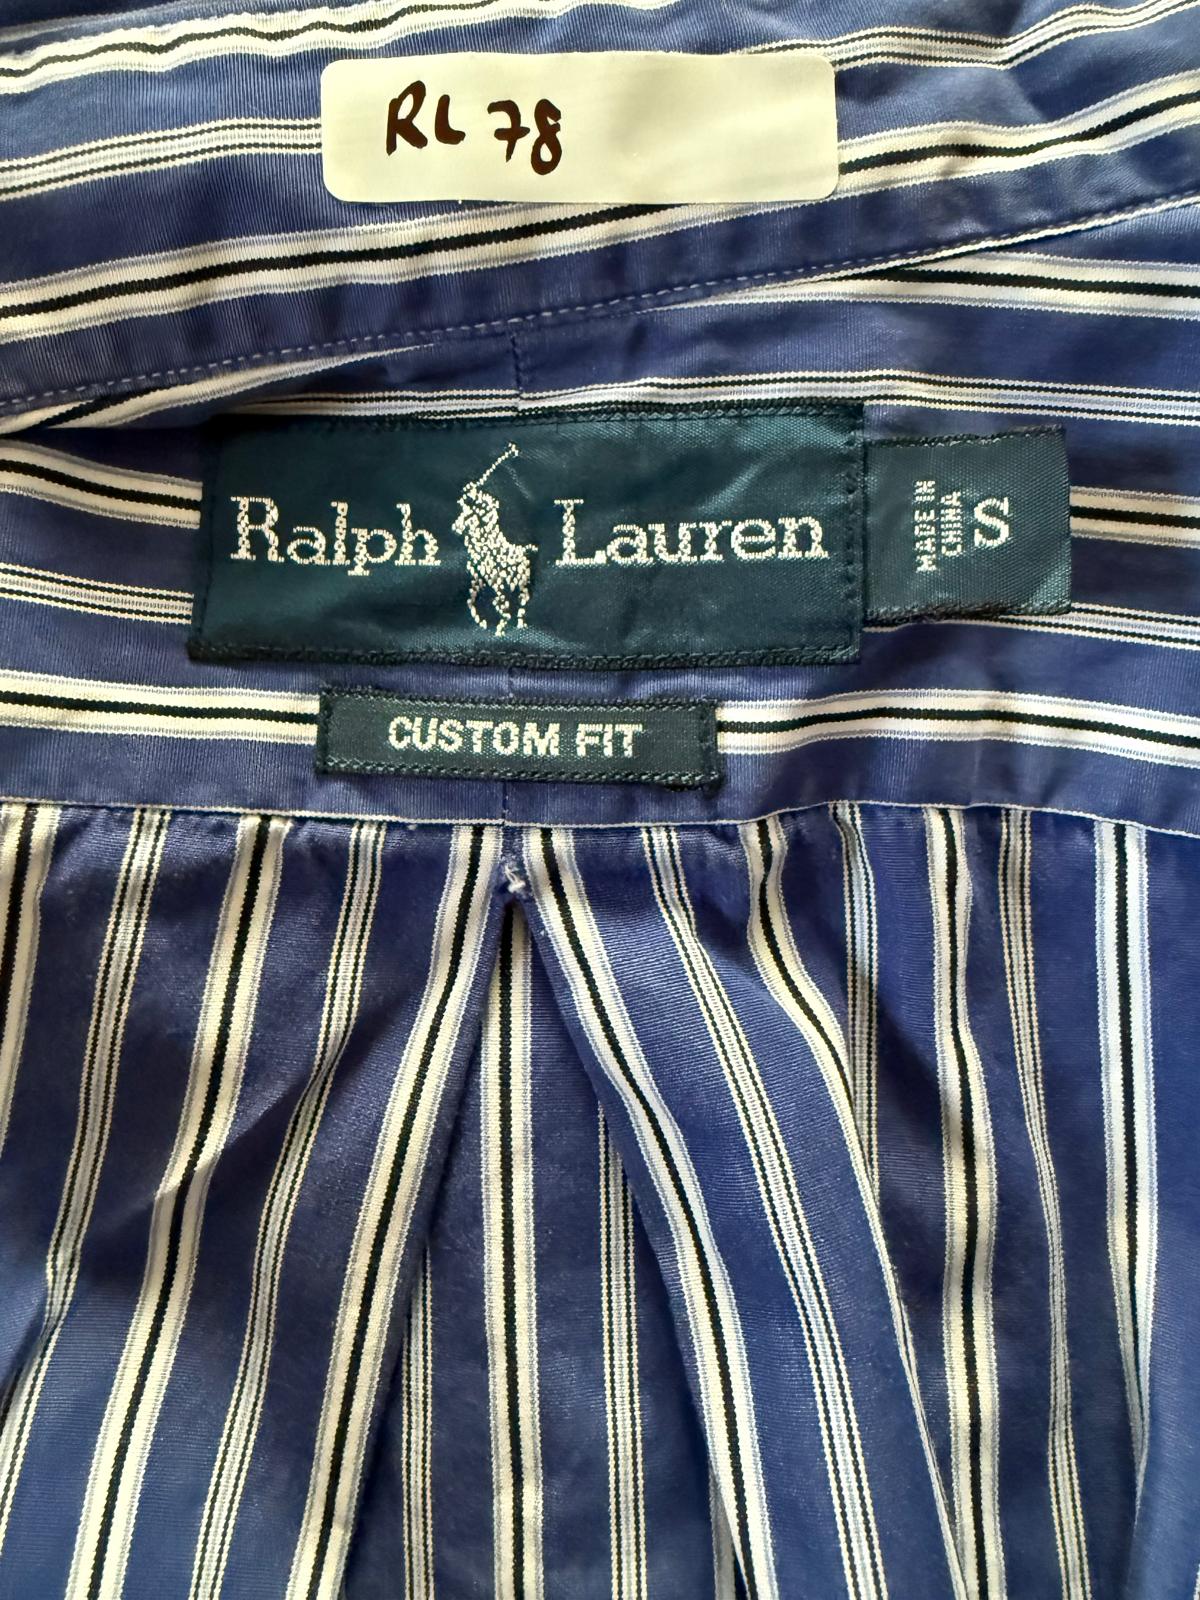 RL 78
Ralph Lauren
MADE IN
CHINA
S
CUSTOM FIT